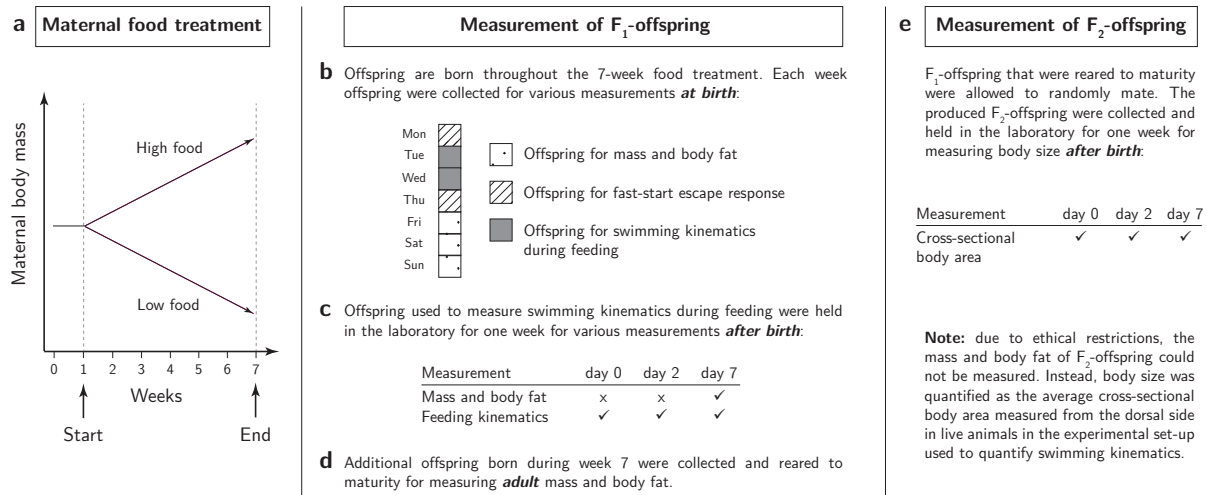 a Maternal food treatment
Maternal body mass
High food
Low food
0 1 2 3 4 5 6 7
Weeks
Start End
Measurement of F₁-offspring
b Offspring are born throughout the 7-week food treatment. Each week
offspring were collected for various measurements at birth:
Mon
Tue
Wed
Thu
Fri
Sat
Sun
Offspring for mass and body fat
Offspring for fast-start escape response
Offspring for swimming kinematics
during feeding
c Offspring used to measure swimming kinematics during feeding were held
in the laboratory for one week for various measurements after birth:
Measurement day 0 day 2 day 7
Mass and body fat x x ✓
Feeding kinematics ✓ ✓ ✓
d Additional offspring born during week 7 were collected and reared to
maturity for measuring adult mass and body fat.
e Measurement of F₂-offspring
F₁-offspring that were reared to maturity
were allowed to randomly mate. The
produced F₂-offspring were collected and
held in the laboratory for one week for
measuring body size after birth:
Measurement day 0 day 2 day 7
Cross-sectional ✓ ✓ ✓
body area
Note: due to ethical restrictions, the
mass and body fat of F₂-offspring could
not be measured. Instead, body size was
quantified as the average cross-sectional
body area measured from the dorsal side
in live animals in the experimental set-up
used to quantify swimming kinematics.